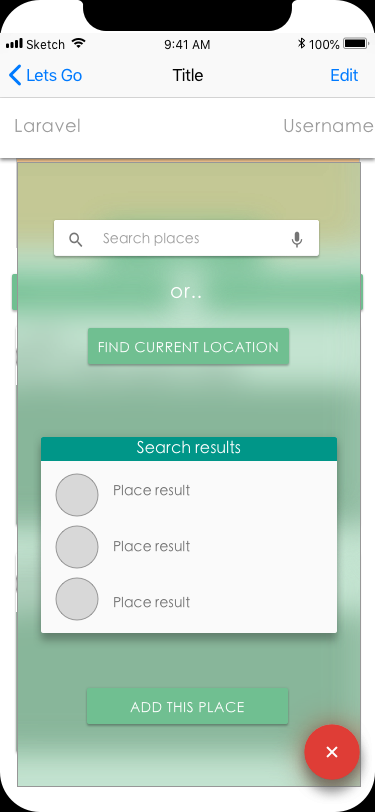 Sketch 9:41 AM 100%
Lets Go Title Edit
Laravel Username
Search places
or..
FIND CURRENT LOCATION
Search results
Place result
Place result
Place result
ADD THIS PLACE